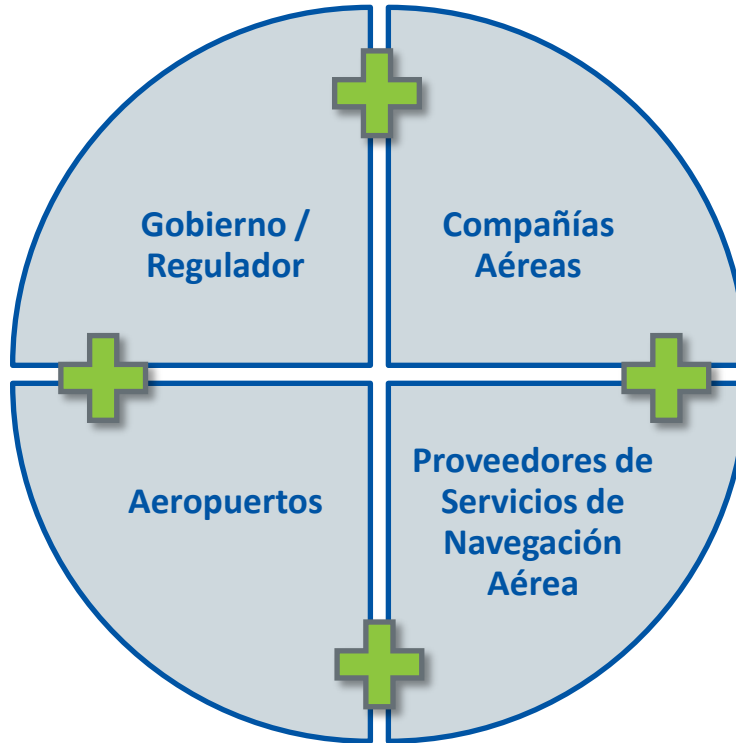 Gobierno /
Regulador
Compañías
Aéreas
Aeropuertos
Proveedores de
Servicios de
Navegación
Aérea